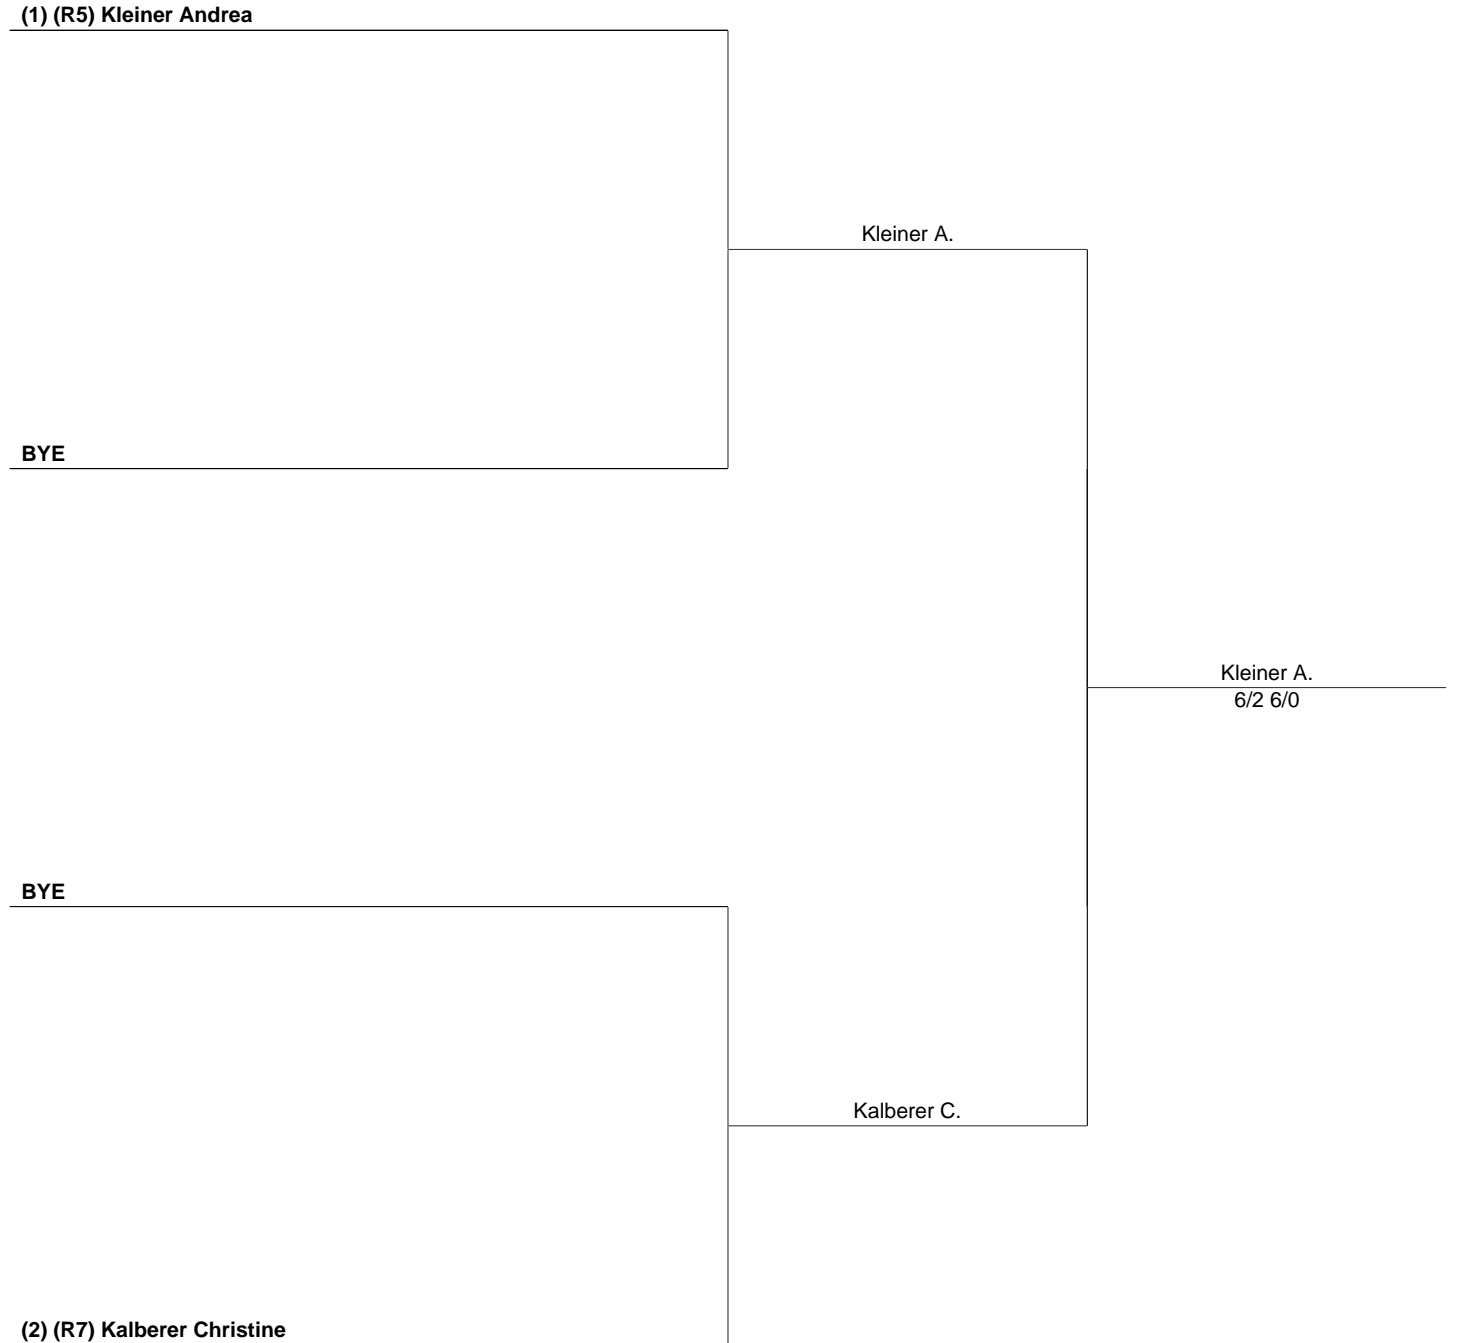 (1) (R5) Kleiner Andrea
Kleiner A.
BYE
Kleiner A.
6/2 6/0
BYE
Kalberer C.
(2) (R7) Kalberer Christine